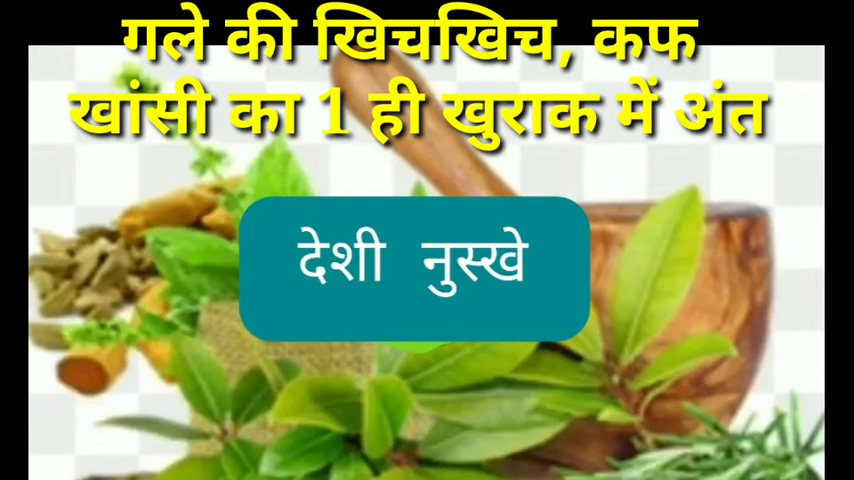 गले की खिचखिच, कफ
खांसी का 1 ही खुराक में अंत
देशी नुस्खे